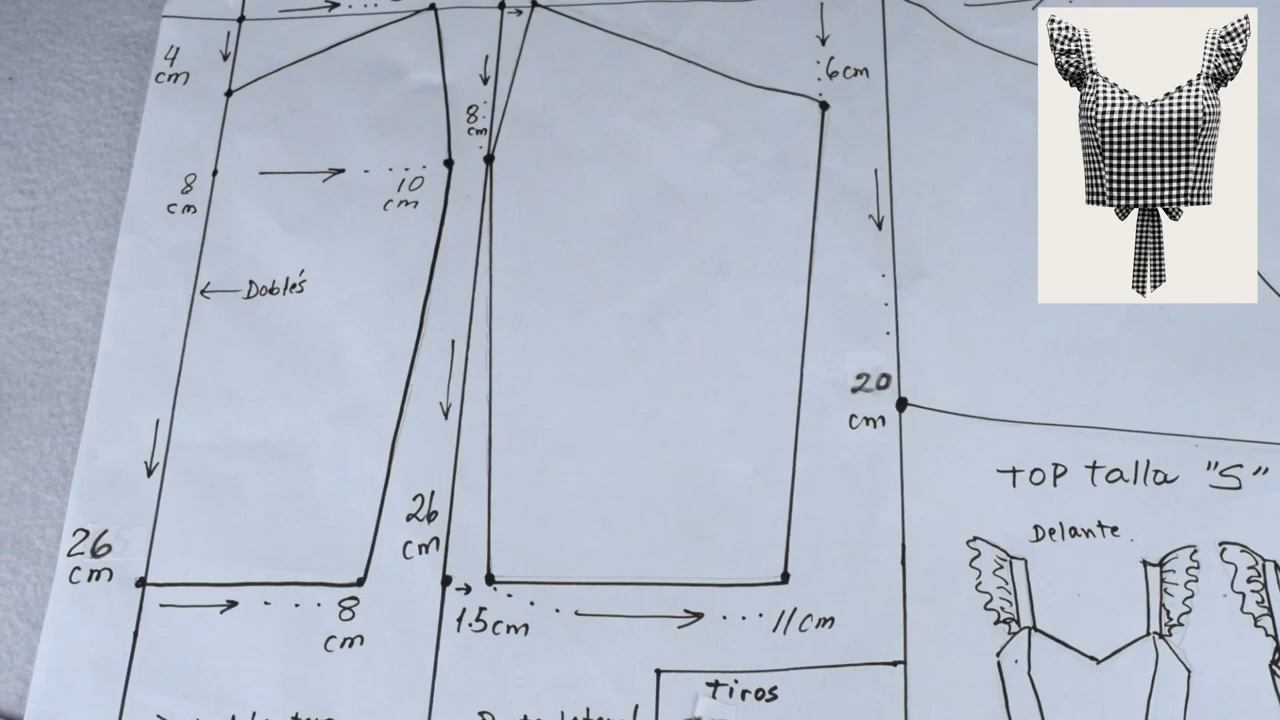 4
cm
8
cm
10
cm
Doblés
26
cm
8
cm
8
cm
26
cm
1.5cm
11cm
6cm
20
cm
TOP Talla "S"
Delante.
Tiros